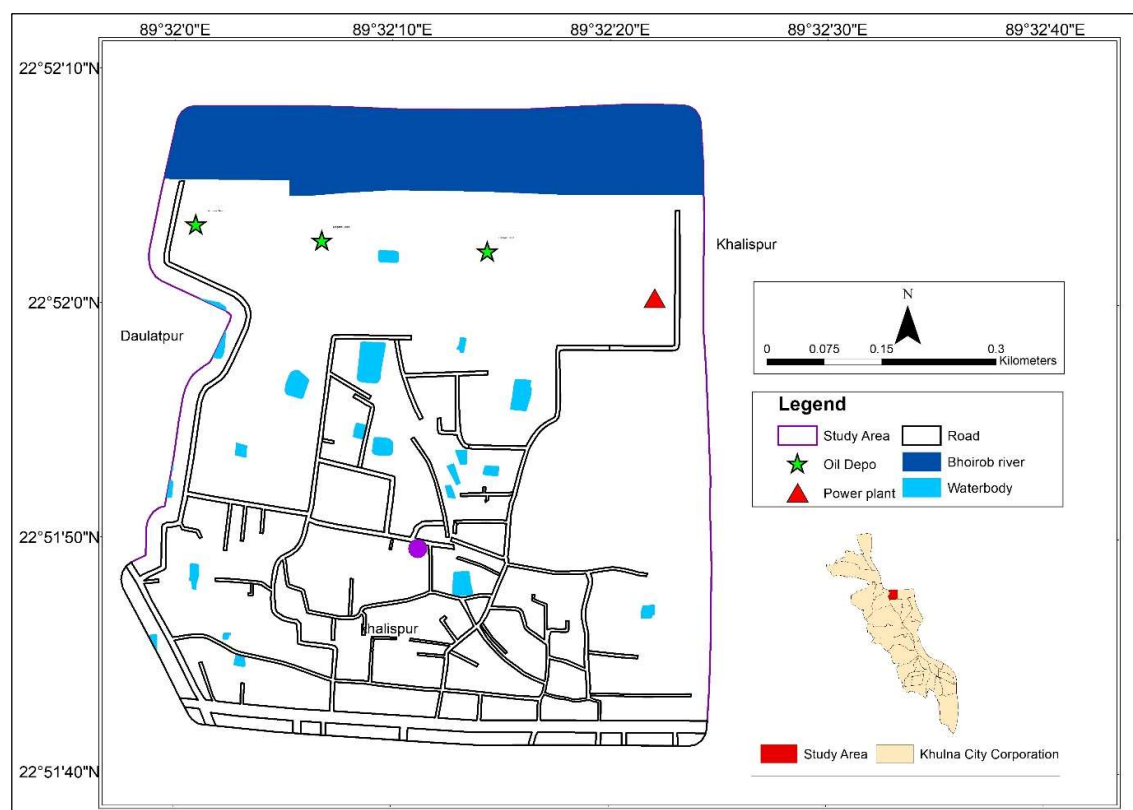 89°32'0"E 89°32'10"E 89°32'20"E 89°32'30"E 89°32'40"E
22°52'10"N
22°52'0"N
22°51'50"N
22°51'40"N
Khalispur
Daulatpur
halispur
N
0 0.075 0.15 0.3
Kilometers
Legend
Study Area Road
Oil Depo Bhoirob river
Power plant Waterbody
Study Area Khulna City Corporation